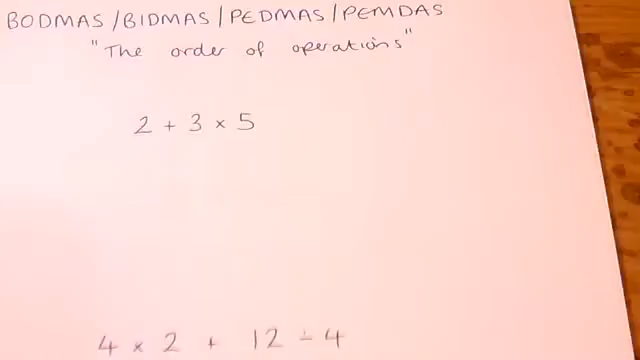 BODMAS/BIDMAS/PEDMAS/PEMDAS
"The order of operations"
2 + 3 × 5
4 × 2 + 12 ÷ 4